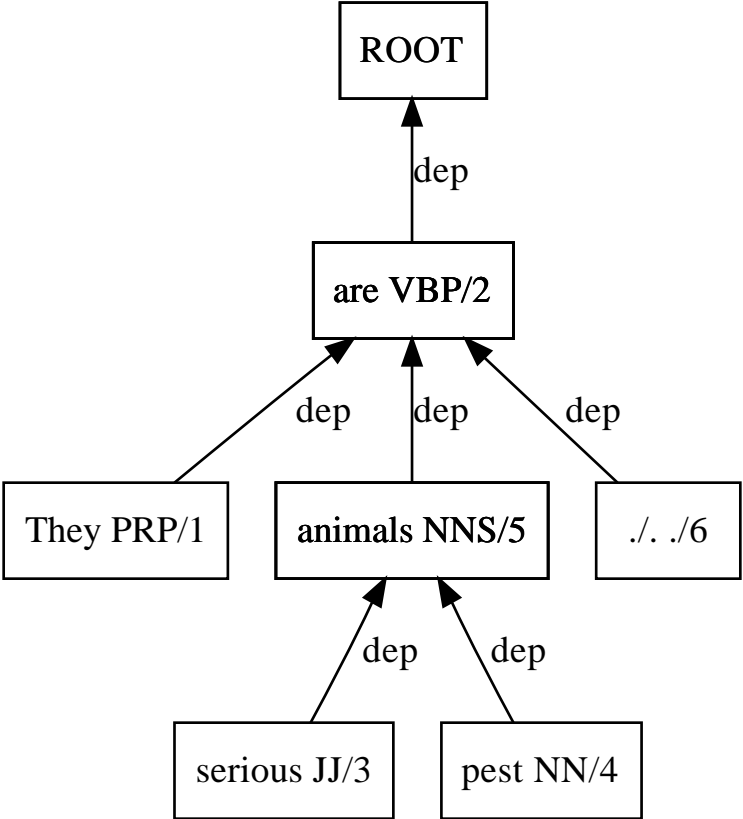 ROOT
dep
are VBP/2
dep dep dep
They PRP/1 animals NNS/5 ./. ./6
dep dep
serious JJ/3 pest NN/4